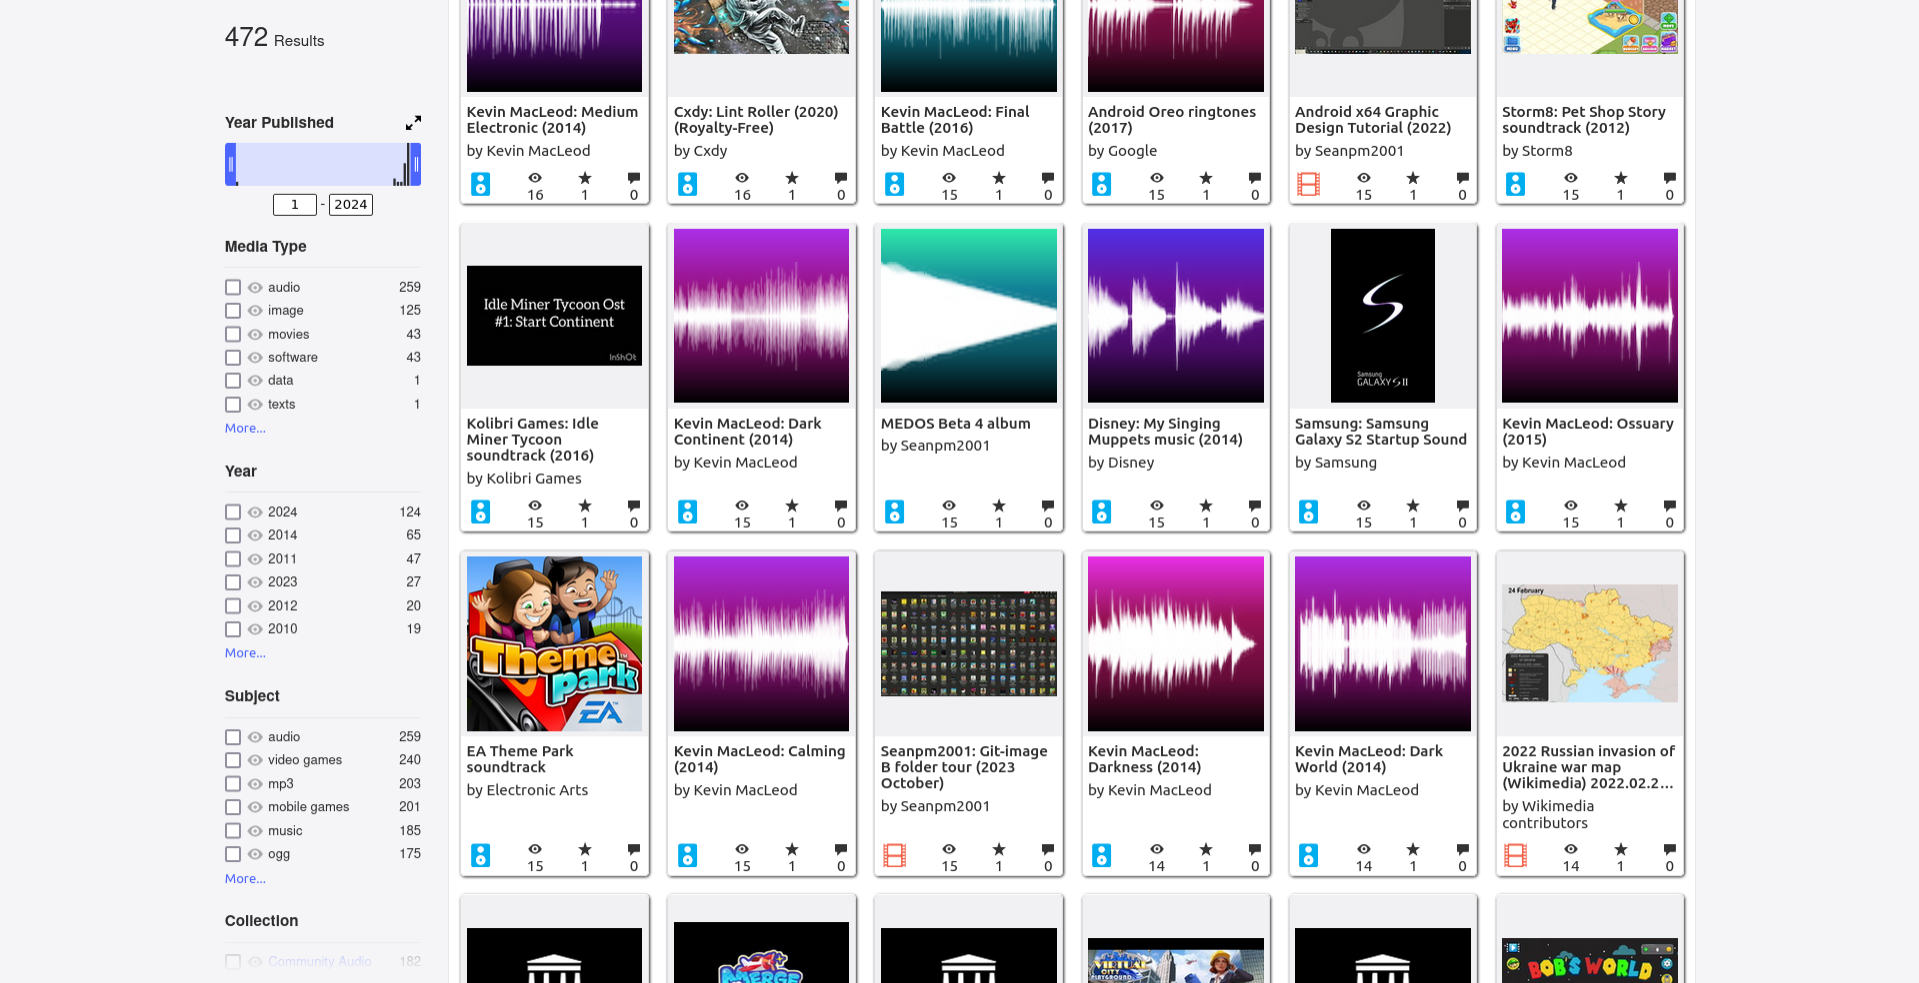 472 Results
Year Published
1 - 2024
Media Type
audio 259
image 125
movies 43
software 43
data 1
texts 1
More...
Year
2024 124
2014 65
2011 47
2023 27
2012 20
2010 19
More...
Subject
audio 259
video games 240
mp3 203
mobile games 201
music 185
ogg 175
More...
Collection
Community Audio 182
Kevin MacLeod: Medium
Electronic (2014)
by Kevin MacLeod
16 1 0
Cxdy: Lint Roller (2020)
(Royalty-Free)
by Cxdy
16 1 0
Kevin MacLeod: Final
Battle (2016)
by Kevin MacLeod
15 1 0
Android Oreo ringtones
(2017)
by Google
15 1 0
Android x64 Graphic
Design Tutorial (2022)
by Seanpm2001
15 1 0
Storm8: Pet Shop Story
soundtrack (2012)
by Storm8
15 1 0
Idle Miner Tycoon Ost
#1: Start Continent
InShOt
Kolibri Games: Idle
Miner Tycoon
soundtrack (2016)
by Kolibri Games
15 1 0
Kevin MacLeod: Dark
Continent (2014)
by Kevin MacLeod
15 1 0
MEDOS Beta 4 album
by Seanpm2001
15 1 0
Disney: My Singing
Muppets music (2014)
by Disney
15 1 0
S
Samsung
GALAXY S II
Samsung: Samsung
Galaxy S2 Startup Sound
by Samsung
15 1 0
Kevin MacLeod: Ossuary
(2015)
by Kevin MacLeod
15 1 0
Theme
park
EA
EA Theme Park
soundtrack
by Electronic Arts
15 1 0
Kevin MacLeod: Calming
(2014)
by Kevin MacLeod
15 1 0
Seanpm2001: Git-image
B folder tour (2023
October)
by Seanpm2001
15 1 0
Kevin MacLeod:
Darkness (2014)
by Kevin MacLeod
14 1 0
Kevin MacLeod: Dark
World (2014)
by Kevin MacLeod
14 1 0
24 February
2022 Russian invasion of
Ukraine war map
(Wikimedia) 2022.02.2...
by Wikimedia
contributors
14 1 0
MERGE
VIRTUAL
CITY
PLAYGROUND
BOB'S WORLD